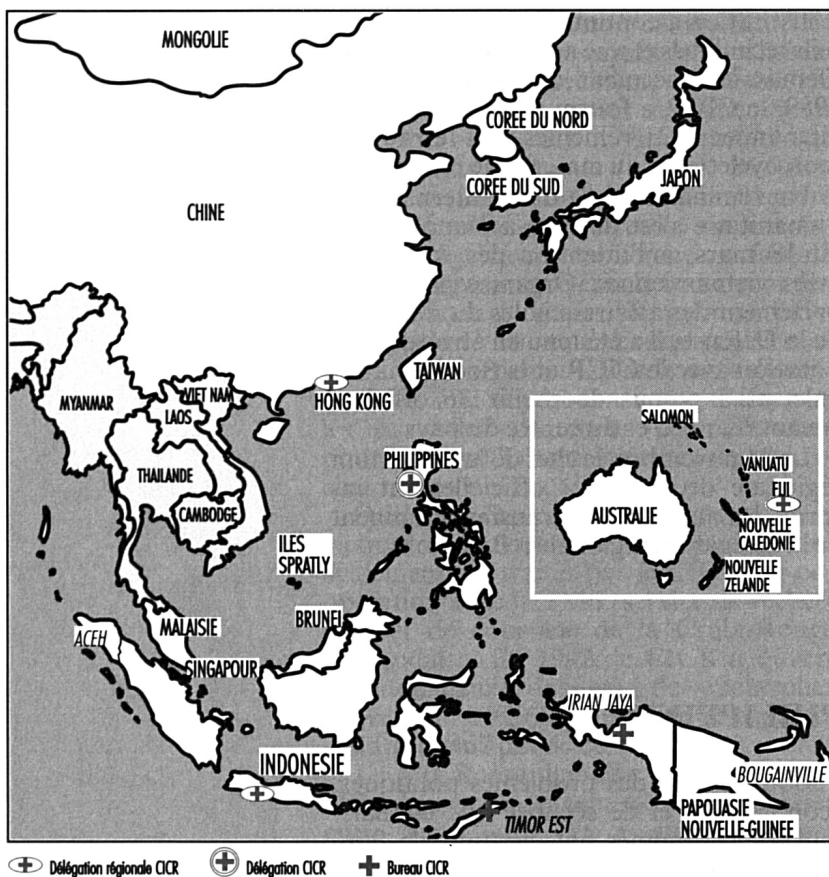 MONGOLIE
COREE DU NORD
COREE DU SUD
JAPON
CHINE
TAIWAN
HONG KONG
MYANMAR
VIET NAM
LAOS
THAILANDE
CAMBODGE
PHILIPPINES
ILES
SPRATLY
BRUNEI
MALAISIE
ACEH
SINGAPOUR
INDONESIE
SALOMON
VANUATU
FIJI
AUSTRALIE
NOUVELLE
CALEDONIE
NOUVELLE
ZELANDE
IRIAN JAYA
BOUGAINVILLE
PAPOUASIE
NOUVELLE-GUINEE
TIMOR EST
Délégation régionale CICR
Délégation CICR
Bureau CICR